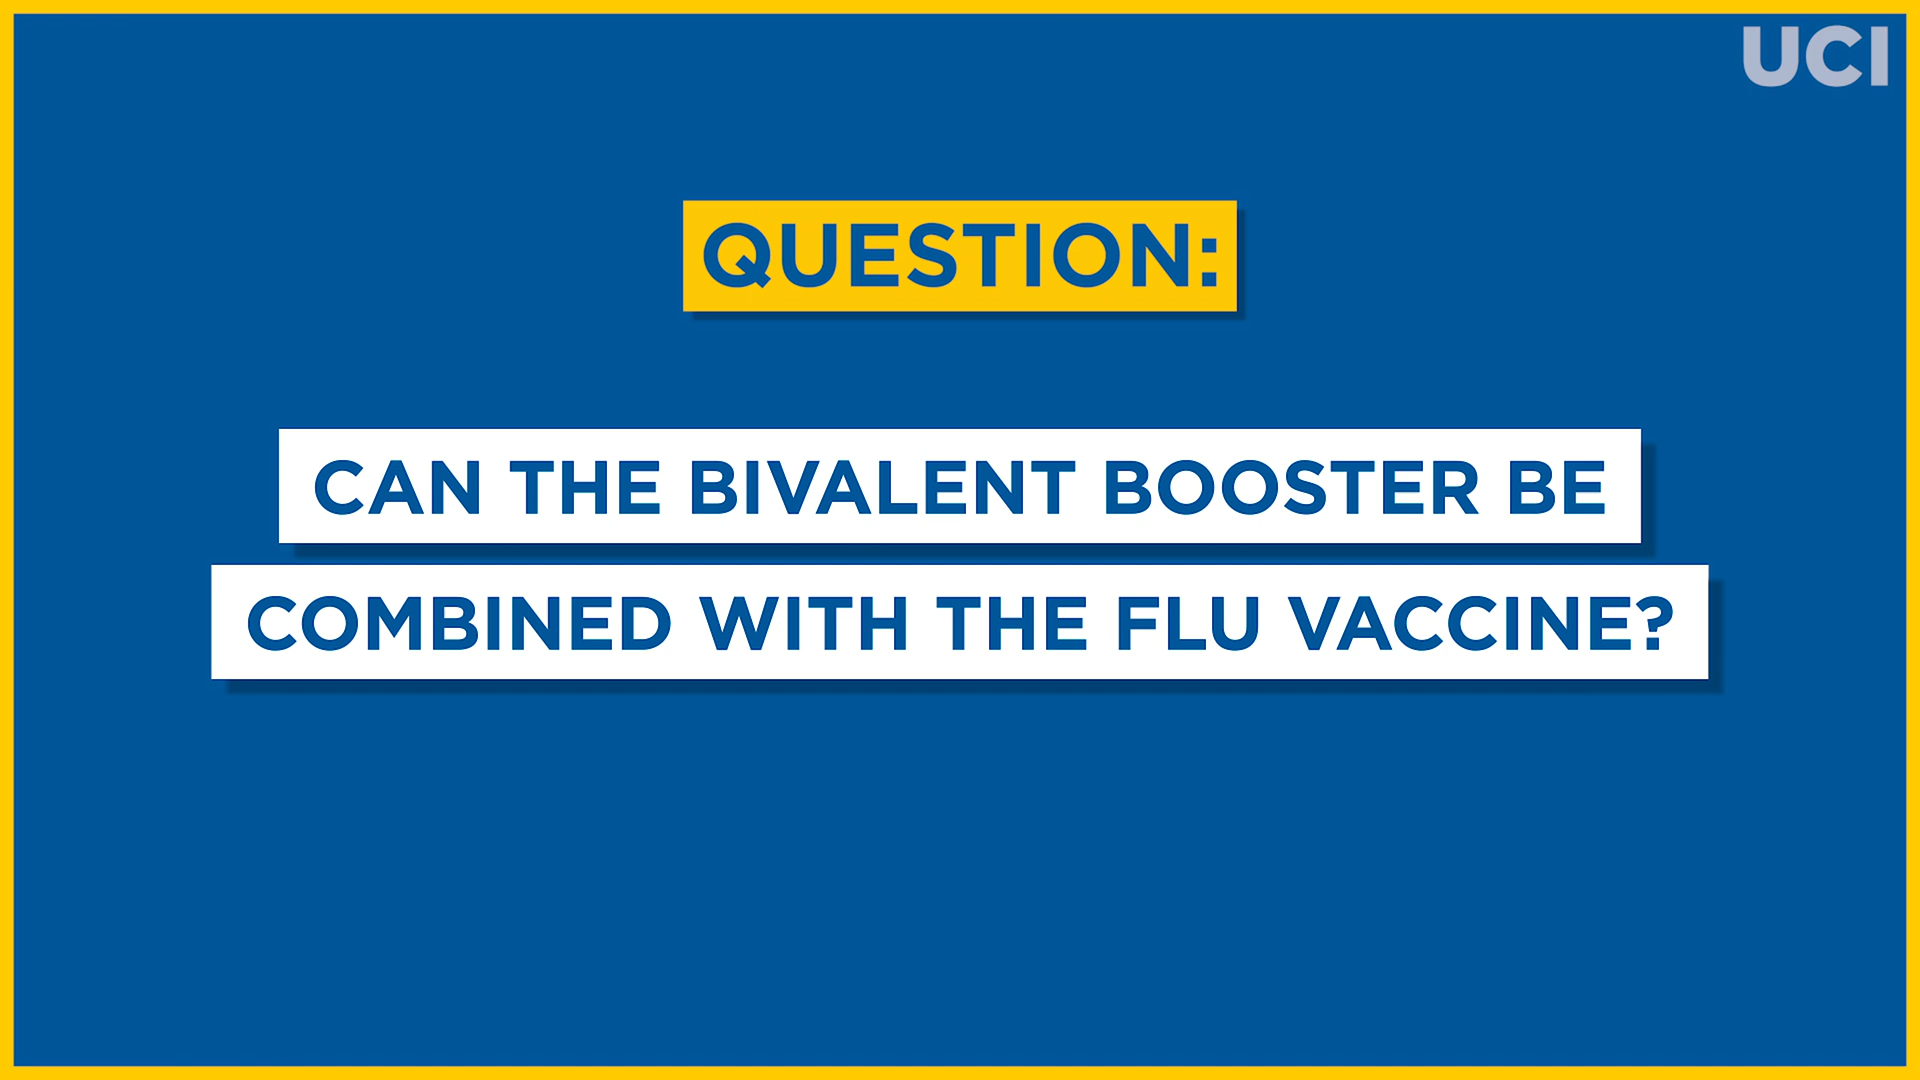 UCI
QUESTION:
CAN THE BIVALENT BOOSTER BE
COMBINED WITH THE FLU VACCINE?